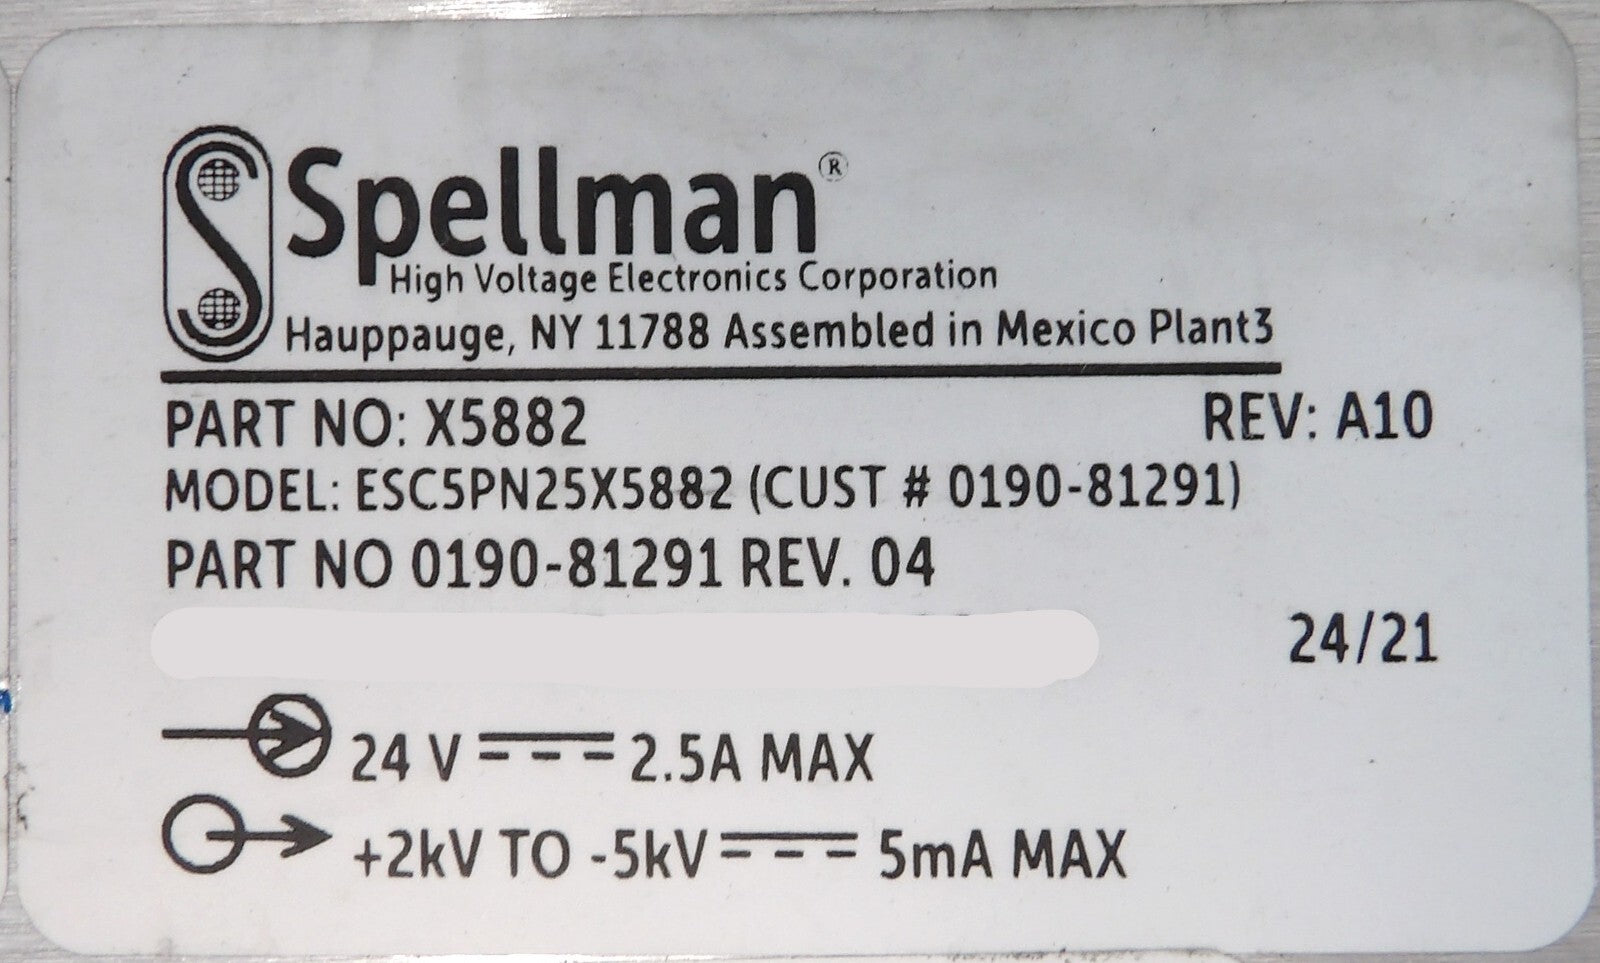 Spellman®
High Voltage Electronics Corporation
Hauppauge, NY 11788 Assembled in Mexico Plant3
PART NO: X5882 REV: A10
MODEL: ESC5PN25X5882 (CUST # 0190-81291)
PART NO 0190-81291 REV. 04
24/21
24 V ⎓ 2.5A MAX
+2kV TO -5kV ⎓ 5mA MAX